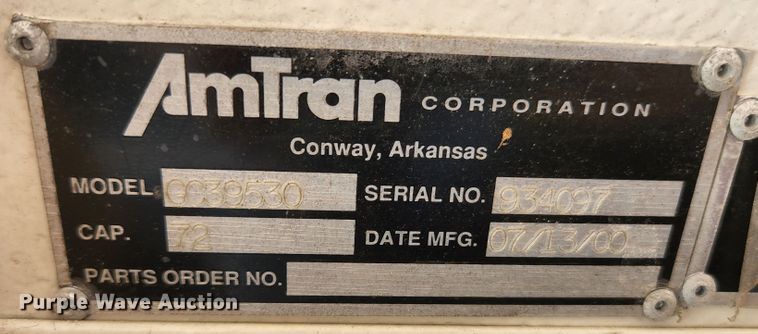 AmTran CORPORATION
Conway, Arkansas
MODEL CC39530 SERIAL NO. 934097
CAP. 72 DATE MFG. 07/13/00
PARTS ORDER NO.
Purple Wave Auction